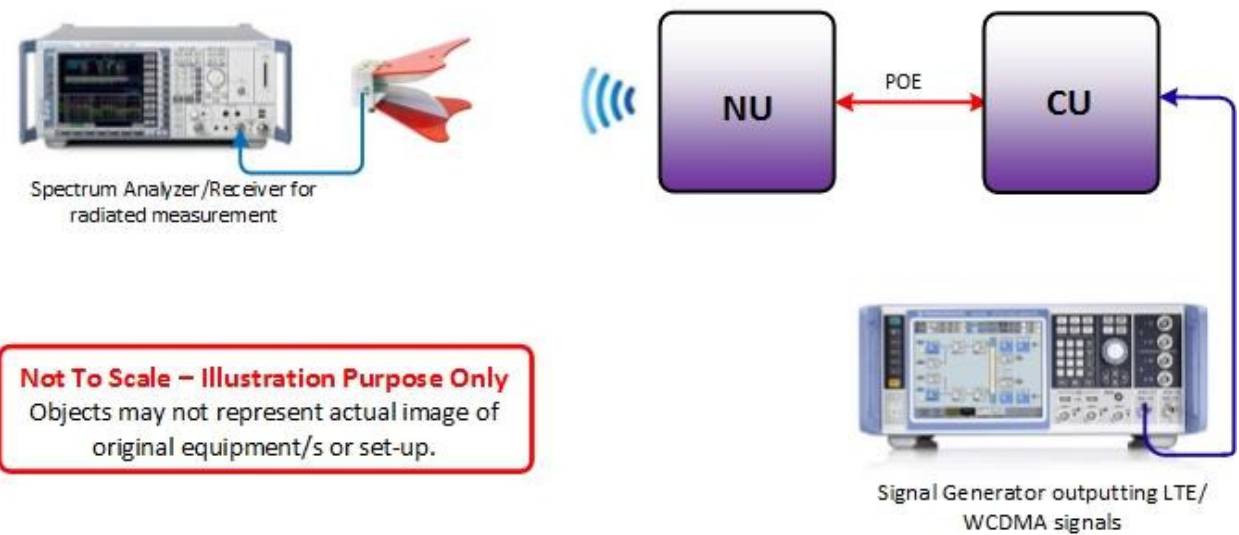 NU
POE
CU
Spectrum Analyzer/Receiver for
radiated measurement
Not To Scale – Illustration Purpose Only
Objects may not represent actual image of
original equipment/s or set-up.
Signal Generator outputting LTE/
WCDMA signals